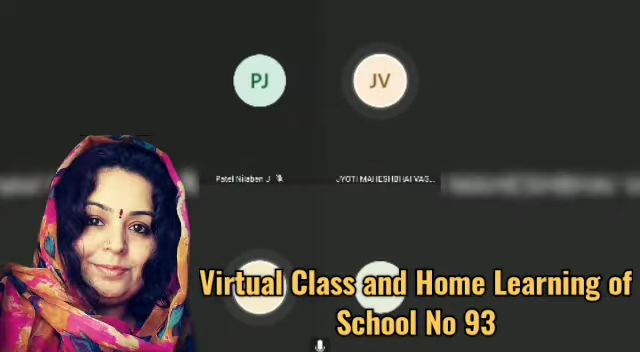 PJ
JV
Patel Nilaben J
JYOTI MAHESHBHAI VAG...
Virtual Class and Home Learning of
School No 93